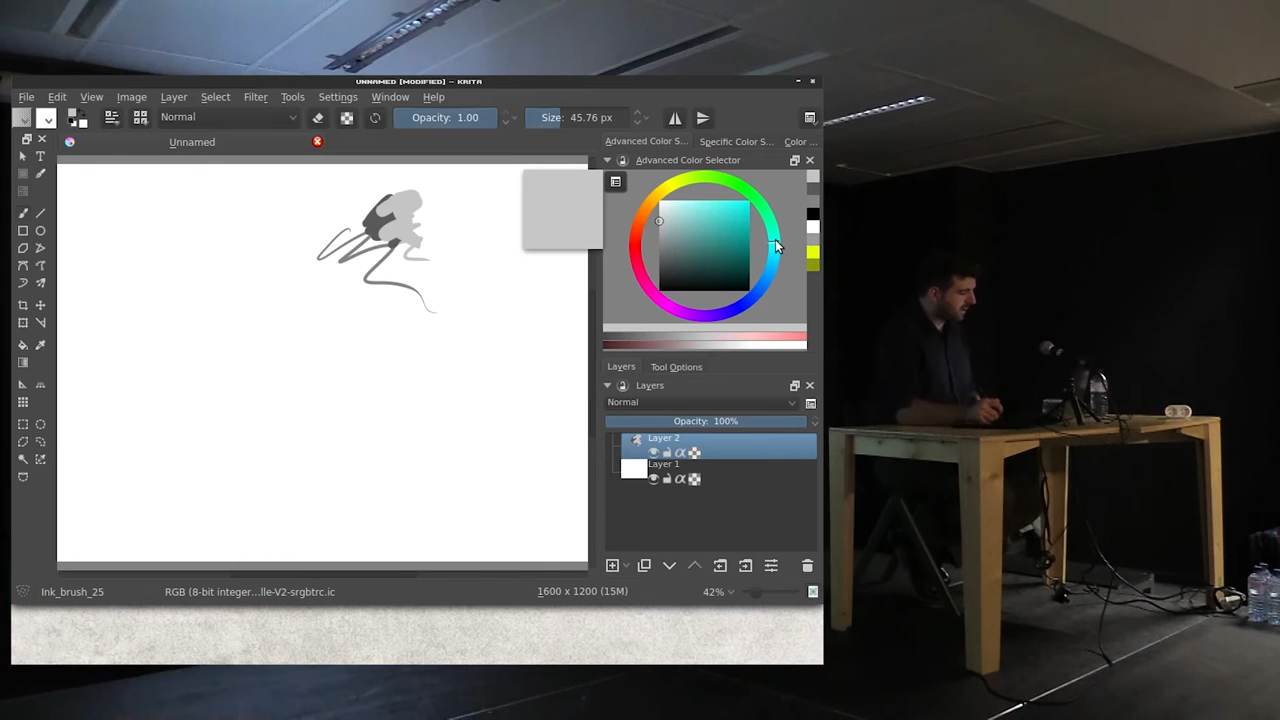 UNNAMED [MODIFIED] – KRITA
File Edit View Image Layer Select Filter Tools Settings Window Help
Normal Opacity: 1.00 Size: 45.76 px
Unnamed Advanced Color S... Specific Color S... Color ...
Advanced Color Selector
Layers Tool Options
Layers
Normal
Opacity: 100%
Layer 2
Layer 1
Ink_brush_25 RGB (8-bit integer...lle-V2-srgbtrc.ic 1600 x 1200 (15M) 42%